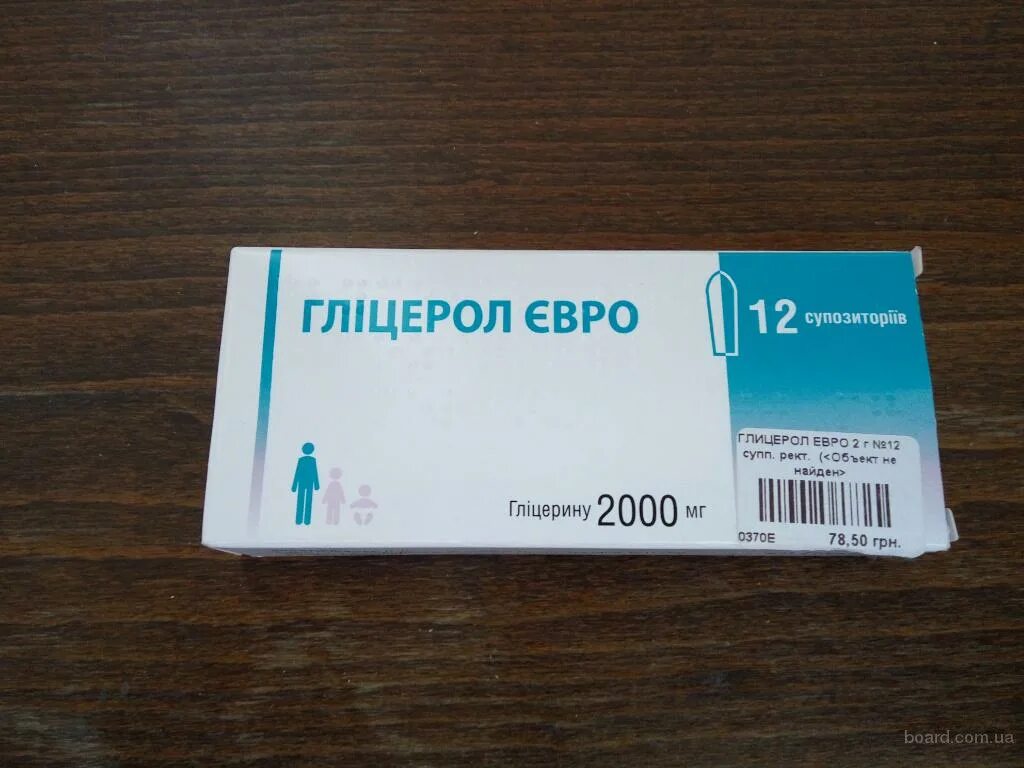 ГЛІЦЕРОЛ ЄВРО
12 супозиторіїв
Гліцерину 2000 мг
ГЛИЦЕРОЛ ЕВРО 2 г №12
супп. рект. (<Объект не
найден>
0370Е 78,50 грн.
board.com.ua